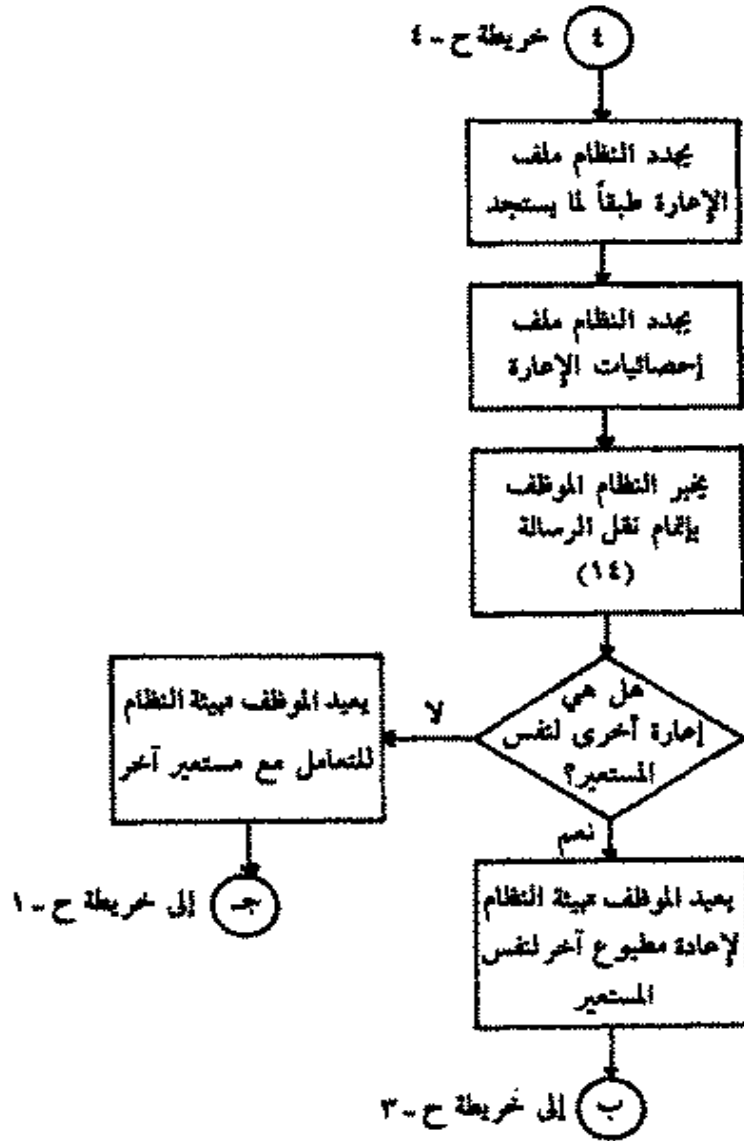 ٤ خريطة ح - ٤
يجدد النظام ملف
الإعارة طبقاً لما يستجد
يجدد النظام ملف
إحصائيات الإعارة
يخبر النظام الموظف
بإتمام نقل الرسالة
(١٤)
هل هي
إعارة أخرى لنفس
المستعير؟
لا
يعيد الموظف تهيئة النظام
للتعامل مع مستعير آخر
جـ إلى خريطة ح - ١
نعم
يعيد الموظف تهيئة النظام
لإعادة مطبوع آخر لنفس
المستعير
ب إلى خريطة ح - ٣